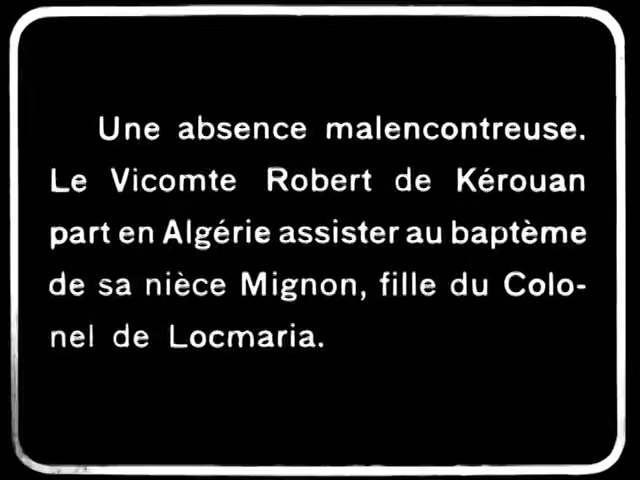 Une absence malencontreuse.
Le Vicomte Robert de Kérouan
part en Algérie assister au baptème
de sa nièce Mignon, fille du Colo-
nel de Locmaria.